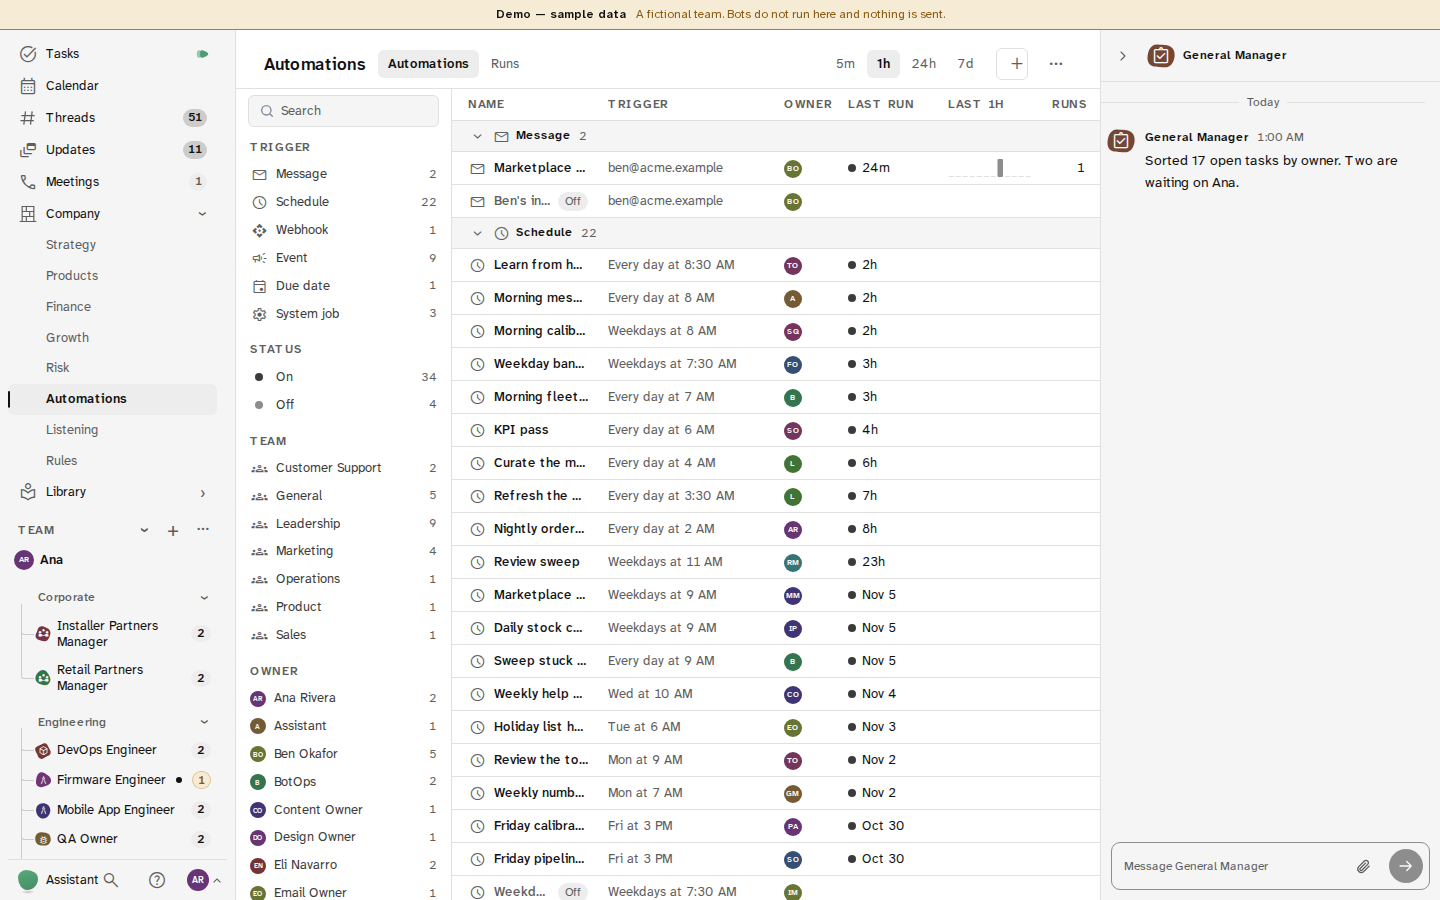 Demo — sample data A fictional team. Bots do not run here and nothing is sent.
Tasks
Calendar
Threads 51
Updates 11
Meetings 1
Company
Strategy
Products
Finance
Growth
Risk
Automations
Listening
Rules
Library
TEAM
AR Ana
Corporate
Installer Partners
Manager
2
Retail Partners
Manager
2
Engineering
DevOps Engineer 2
Firmware Engineer 1
Mobile App Engineer 2
QA Owner 2
Assistant
AR
Automations Automations Runs
5m 1h 24h 7d
Search
TRIGGER
Message 2
Schedule 22
Webhook 1
Event 9
Due date 1
System job 3
STATUS
On 34
Off 4
TEAM
Customer Support 2
General 5
Leadership 9
Marketing 4
Operations 1
Product 1
Sales 1
OWNER
AR Ana Rivera 2
A Assistant 1
BO Ben Okafor 5
B BotOps 2
CO Content Owner 1
DO Design Owner 1
EN Eli Navarro 2
EO Email Owner 1
NAME TRIGGER OWNER LAST RUN LAST 1H RUNS
Message 2
Marketplace ... ben@acme.example BO 24m 1
Ben's in... Off ben@acme.example BO
Schedule 22
Learn from h... Every day at 8:30 AM TO 2h
Morning mes... Every day at 8 AM A 2h
Morning calib... Weekdays at 8 AM SG 2h
Weekday ban... Weekdays at 7:30 AM FO 3h
Morning fleet... Every day at 7 AM B 3h
KPI pass Every day at 6 AM SO 4h
Curate the m... Every day at 4 AM L 6h
Refresh the ... Every day at 3:30 AM L 7h
Nightly order... Every day at 2 AM AR 8h
Review sweep Weekdays at 11 AM RM 23h
Marketplace ... Weekdays at 9 AM MM Nov 5
Daily stock c... Weekdays at 9 AM IP Nov 5
Sweep stuck ... Every day at 9 AM B Nov 5
Weekly help ... Wed at 10 AM CO Nov 4
Holiday list h... Tue at 6 AM EO Nov 3
Review the to... Mon at 9 AM TO Nov 2
Weekly numb... Mon at 7 AM GM Nov 2
Friday calibra... Fri at 3 PM PA Oct 30
Friday pipelin... Fri at 3 PM SO Oct 30
Weekd... Off Weekdays at 7:30 AM IM
General Manager
Today
General Manager 1:00 AM
Sorted 17 open tasks by owner. Two are
waiting on Ana.
Message General Manager